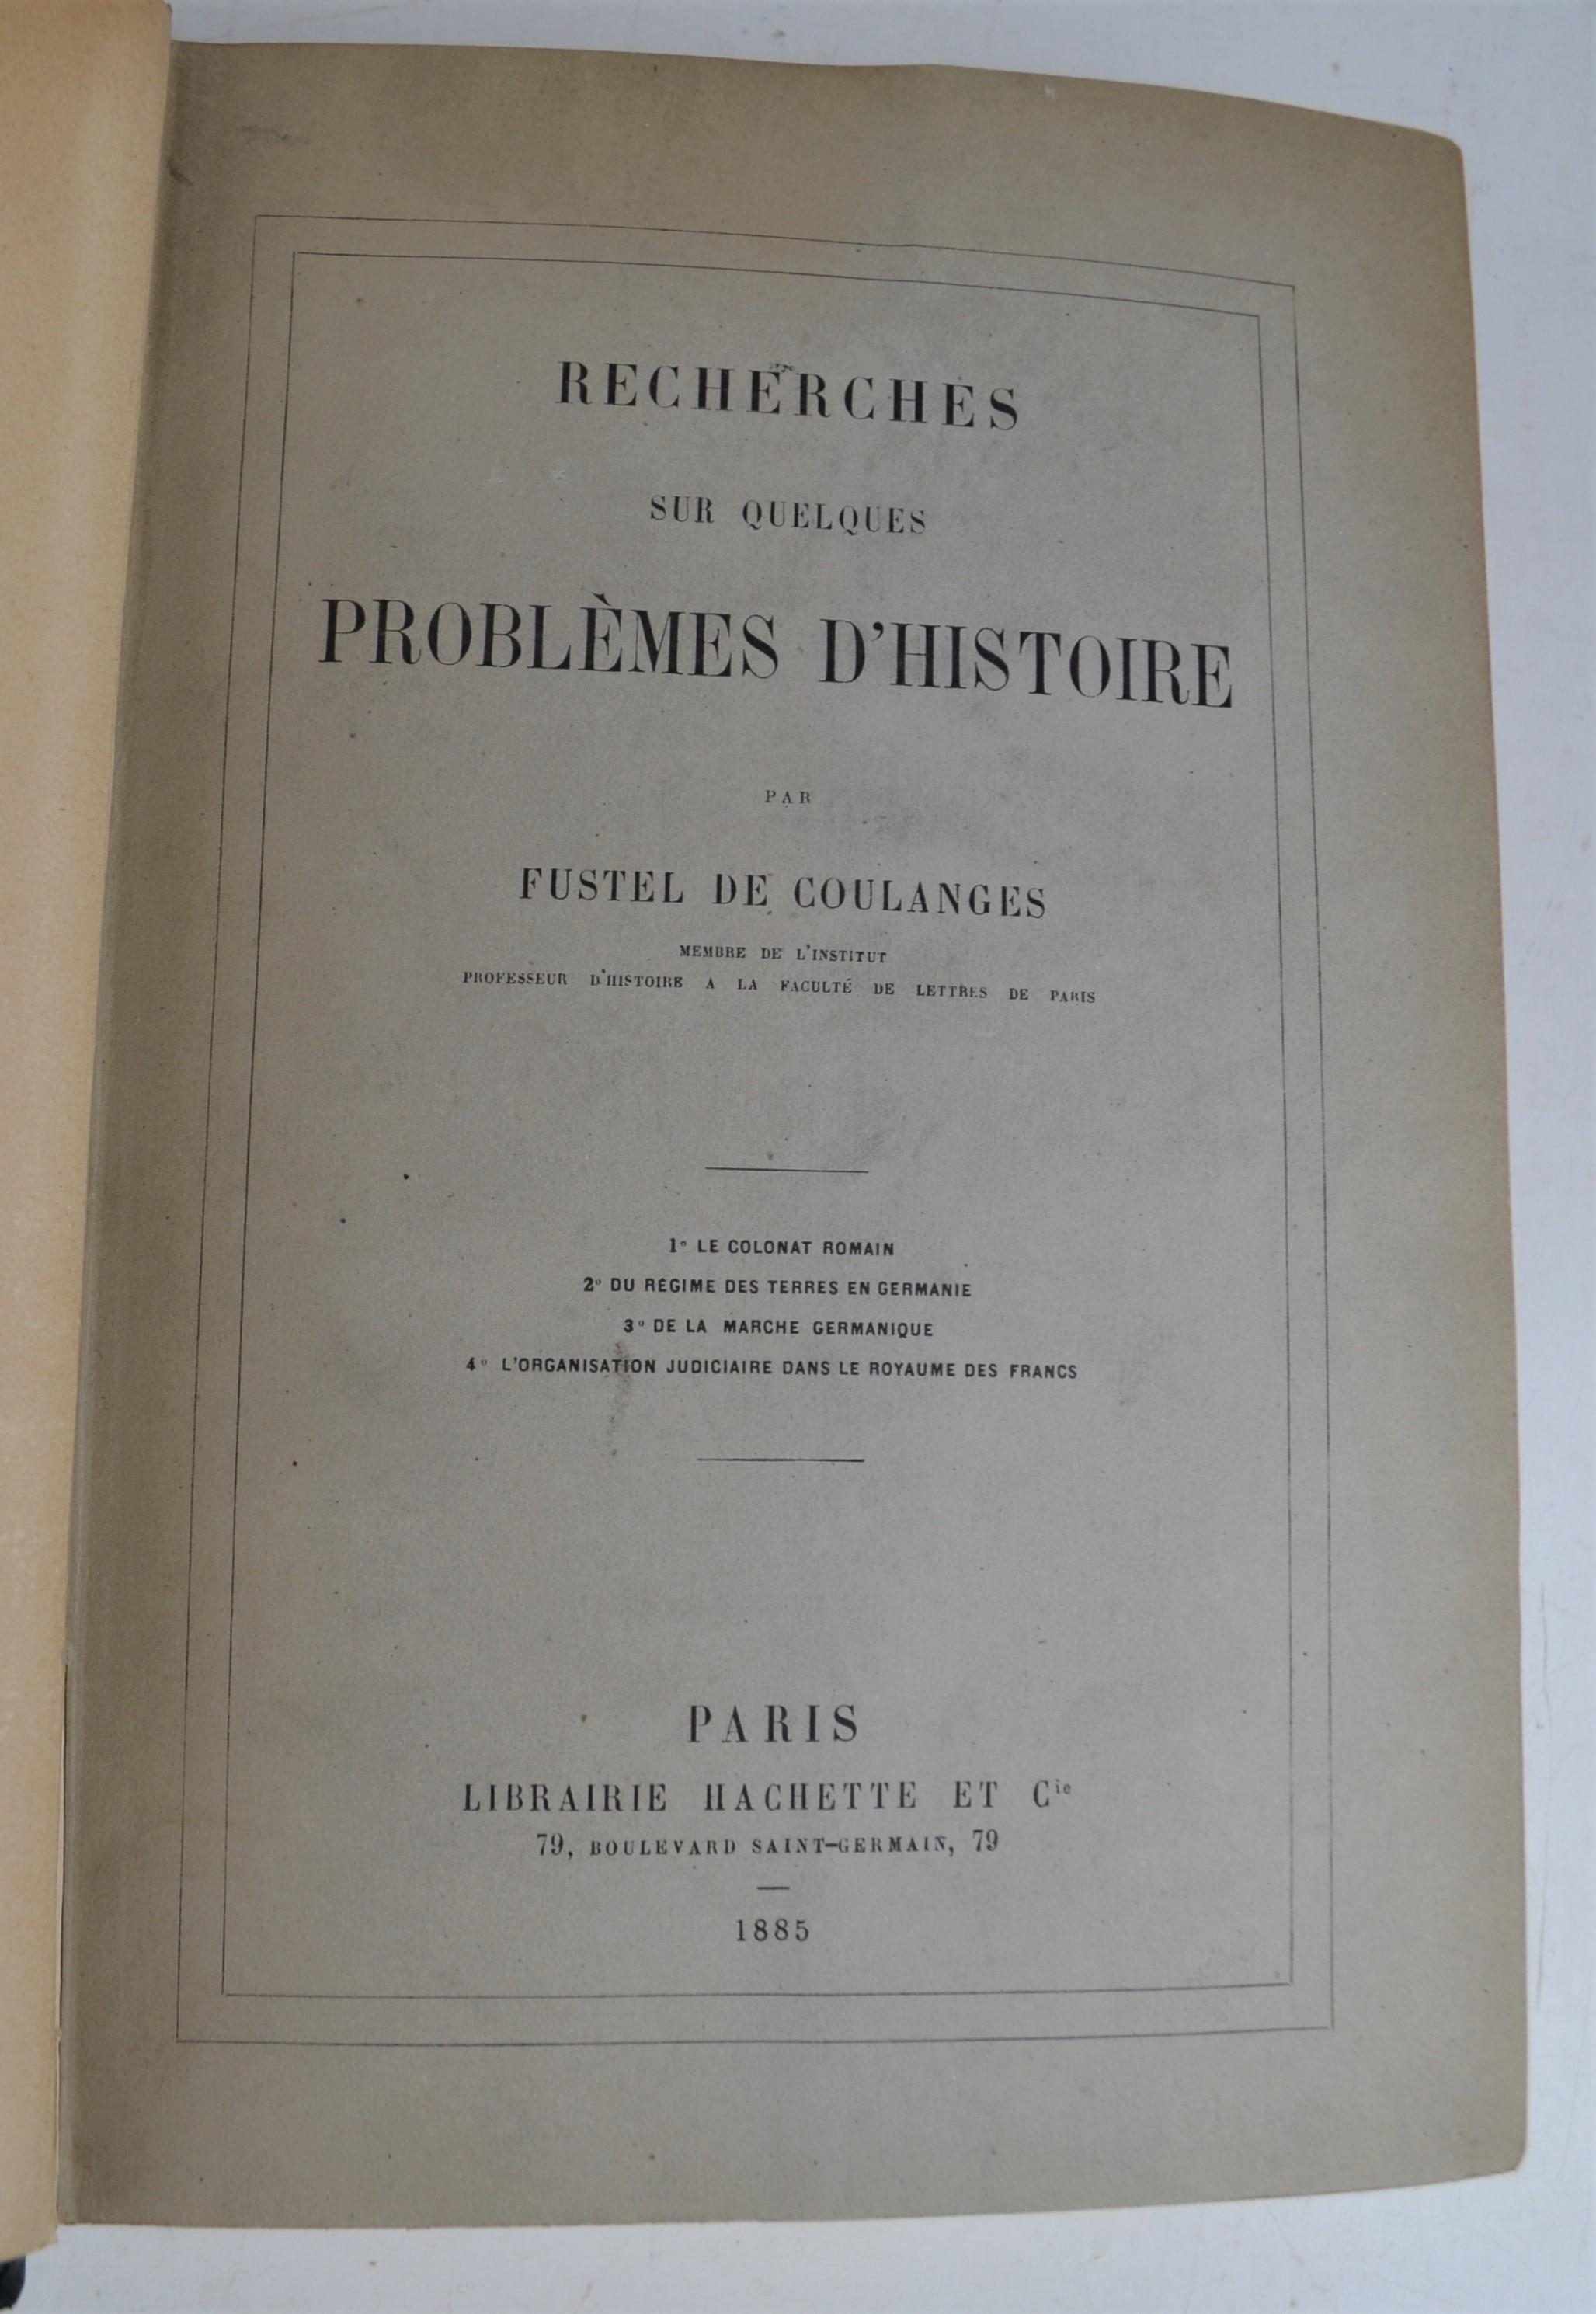 RECHERCHES
SUR QUELQUES
PROBLÈMES D'HISTOIRE
PAR
FUSTEL DE COULANGES
MEMBRE DE L'INSTITUT
PROFESSEUR D'HISTOIRE A LA FACULTÉ DE LETTRES DE PARIS
1° LE COLONAT ROMAIN
2° DU RÉGIME DES TERRES EN GERMANIE
3° DE LA MARCHE GERMANIQUE
4° L'ORGANISATION JUDICIAIRE DANS LE ROYAUME DES FRANCS
PARIS
LIBRAIRIE HACHETTE ET Cie
79, BOULEVARD SAINT-GERMAIN, 79
1885